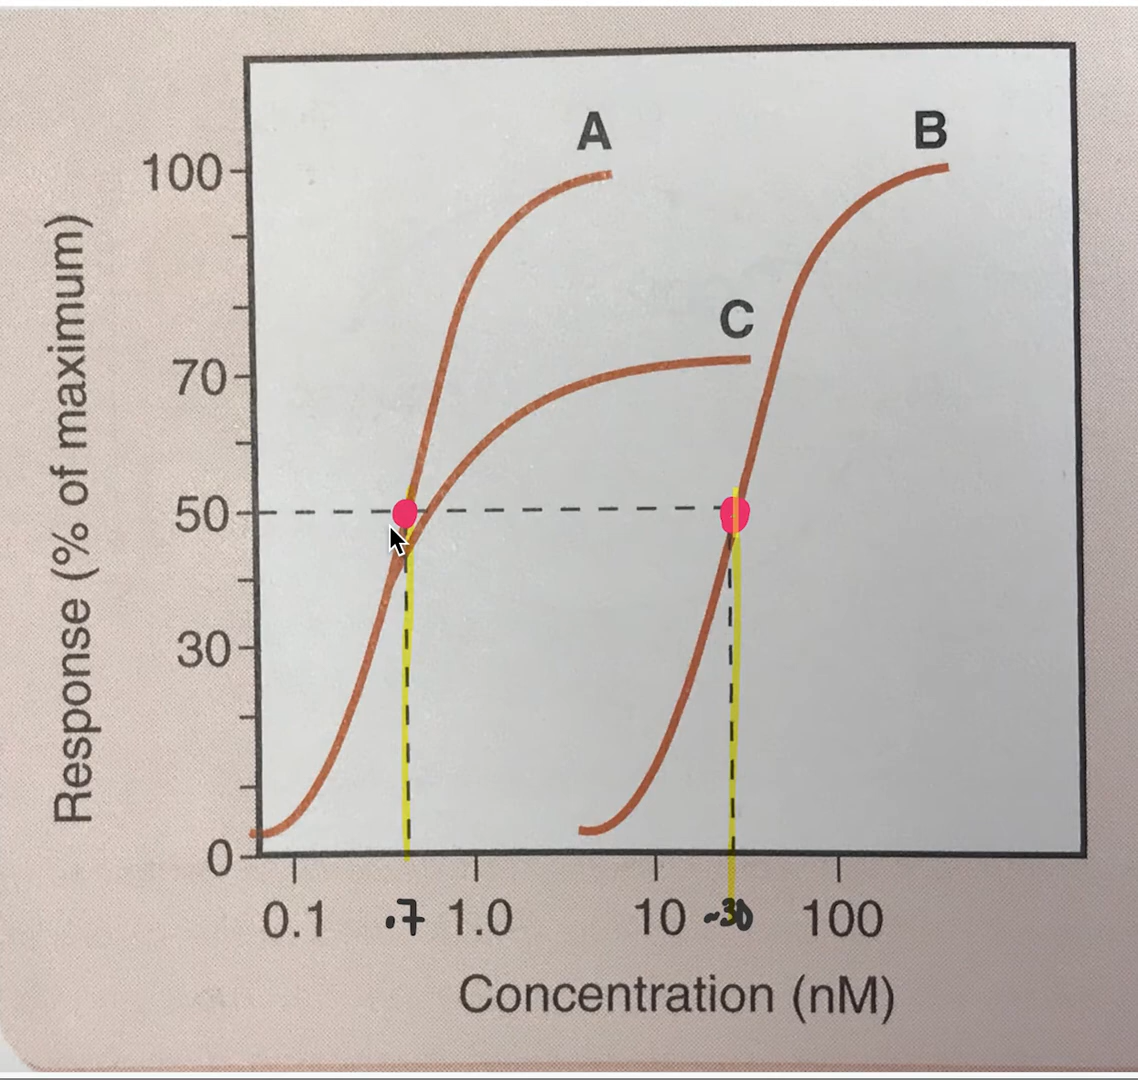 A
B
100
C
70
50
30
0
0.1 .7 1.0 10 ~30 100
Response (% of maximum)
Concentration (nM)